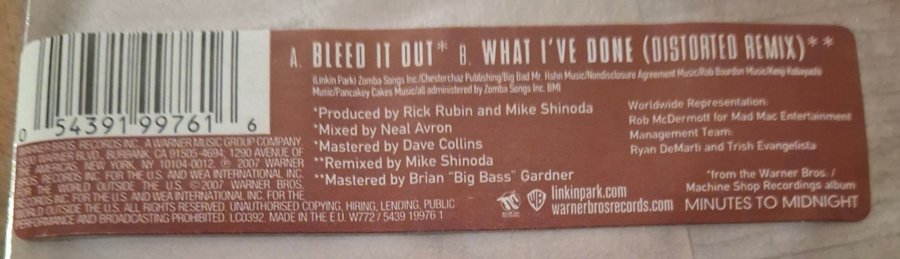 A. BLEED IT OUT* B. WHAT I'VE DONE (DISTORTED REMIX)**
(Linkin Park) Zomba Songs Inc./Chesterchaz Publishing/Big Bad Mr. Hahn Music/Nondisclosure Agreement Music/Rob Bourdon Music/Kenji Kobayashi
Music/Pancakey Cakes Music/all administered by Zomba Songs Inc. BMI
*Produced by Rick Rubin and Mike Shinoda
*Mixed by Neal Avron
*Mastered by Dave Collins
**Remixed by Mike Shinoda
**Mastered by Brian "Big Bass" Gardner
Worldwide Representation:
Rob McDermott for Mad Mac Entertainment
Management Team:
Ryan DeMarti and Trish Evangelista
*from the Warner Bros. /
Machine Shop Recordings album
MINUTES TO MIDNIGHT
linkinpark.com
warnerbrosrecords.com
WB
0 54391 99761 6
WARNER BROS. RECORDS INC. A WARNER MUSIC GROUP COMPANY,
3300 WARNER BLVD., BURBANK, CA 91505-4694, 1290 AVENUE OF
THE AMERICAS, NEW YORK, NY 10104-0012. ℗ 2007 WARNER
BROS. RECORDS INC. FOR THE U.S. AND WEA INTERNATIONAL INC.
FOR THE WORLD OUTSIDE THE U.S. © 2007 WARNER BROS.
RECORDS INC. FOR THE U.S. AND WEA INTERNATIONAL INC. FOR THE
WORLD OUTSIDE THE U.S. ALL RIGHTS RESERVED. UNAUTHORISED COPYING, HIRING, LENDING, PUBLIC
PERFORMANCE AND BROADCASTING PROHIBITED. LC0392 MADE IN THE E.U. W772 / 5439 19976 1